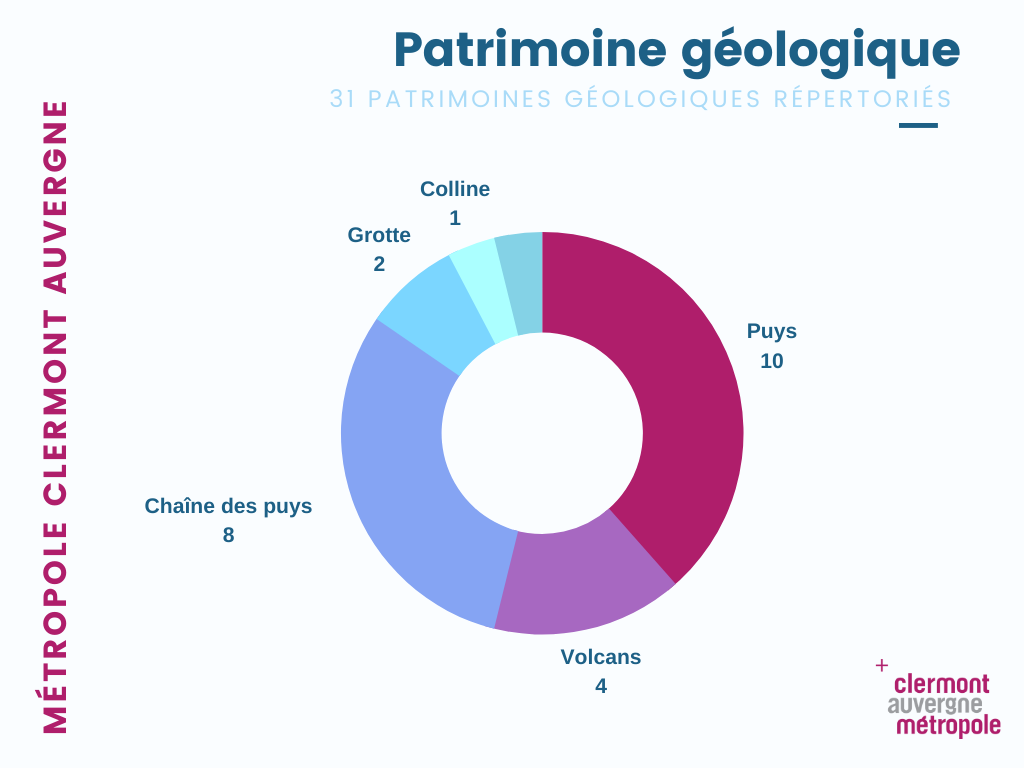 Patrimoine géologique
31 PATRIMOINES GÉOLOGIQUES RÉPERTORIÉS
MÉTROPOLE CLERMONT AUVERGNE
Colline
1
Grotte
2
Puys
10
Chaîne des puys
8
Volcans
4
+
clermont
auvergne
métropole